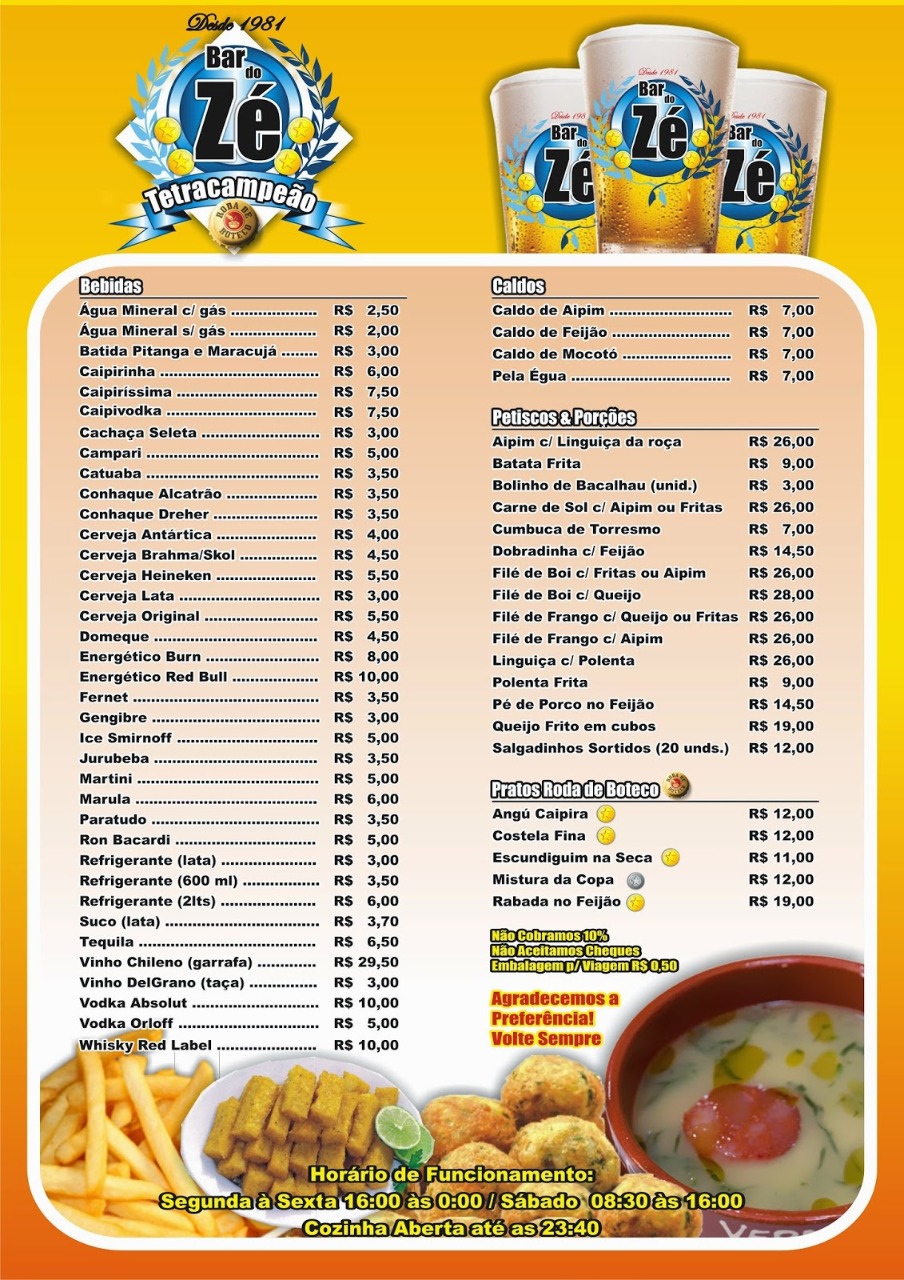 Desde 1981
Bar do
Zé
Tetracampeão
RODA DE
BOTECO
Desde 1981
Bar do
Zé
Desde 198
Bar do
Zé
Bar do
Zé
Bebidas
Água Mineral c/ gás .................... R$ 2,50
Água Mineral s/ gás .................... R$ 2,00
Batida Pitanga e Maracujá ........ R$ 3,00
Caipirinha ..................................... R$ 6,00
Caipiríssima ................................. R$ 7,50
Caipivodka ................................... R$ 7,50
Cachaça Seleta ............................ R$ 3,00
Campari ........................................ R$ 5,00
Catuaba ........................................ R$ 3,50
Conhaque Alcatrão ..................... R$ 3,50
Conhaque Dreher ........................ R$ 3,50
Cerveja Antártica ....................... R$ 4,00
Cerveja Brahma/Skol .................. R$ 4,50
Cerveja Heineken ....................... R$ 5,50
Cerveja Lata ................................. R$ 3,00
Cerveja Original .......................... R$ 5,50
Domeque ...................................... R$ 4,50
Energético Burn .......................... R$ 8,00
Energético Red Bull .................... R$ 10,00
Fernet ........................................... R$ 3,50
Gengibre ....................................... R$ 3,00
Ice Smirnoff ................................. R$ 5,00
Jurubeba ...................................... R$ 3,50
Martini .......................................... R$ 5,00
Marula .......................................... R$ 6,00
Paratudo ....................................... R$ 3,50
Ron Bacardi ................................. R$ 5,00
Refrigerante (lata) ...................... R$ 3,00
Refrigerante (600 ml) .................. R$ 3,50
Refrigerante (2lts) ...................... R$ 6,00
Suco (lata) .................................... R$ 3,70
Tequila .......................................... R$ 6,50
Vinho Chileno (garrafa) .............. R$ 29,50
Vinho DelGrano (taça) ................ R$ 3,00
Vodka Absolut .............................. R$ 10,00
Vodka Orloff ................................. R$ 5,00
Whisky Red Label ....................... R$ 10,00
Caldos
Caldo de Aipim ............................ R$ 7,00
Caldo de Feijão ............................ R$ 7,00
Caldo de Mocotó ......................... R$ 7,00
Pela Égua ..................................... R$ 7,00
Petiscos & Porções
Aipim c/ Linguiça da roça R$ 26,00
Batata Frita R$ 9,00
Bolinho de Bacalhau (unid.) R$ 3,00
Carne de Sol c/ Aipim ou Fritas R$ 26,00
Cumbuca de Torresmo R$ 7,00
Dobradinha c/ Feijão R$ 14,50
Filé de Boi c/ Fritas ou Aipim R$ 26,00
Filé de Boi c/ Queijo R$ 28,00
Filé de Frango c/ Queijo ou Fritas R$ 26,00
Filé de Frango c/ Aipim R$ 26,00
Linguiça c/ Polenta R$ 26,00
Polenta Frita R$ 9,00
Pé de Porco no Feijão R$ 14,50
Queijo Frito em cubos R$ 19,00
Salgadinhos Sortidos (20 unds.) R$ 12,00
Pratos Roda de Boteco
Angú Caipira R$ 12,00
Costela Fina R$ 12,00
Escundiguim na Seca R$ 11,00
Mistura da Copa R$ 12,00
Rabada no Feijão R$ 19,00
Não Cobramos 10%
Não Aceitamos Cheques
Embalagem p/ Viagem R$ 0,50
Agradecemos a
Preferência!
Volte Sempre
Horário de Funcionamento:
Segunda à Sexta 16:00 às 0:00 / Sábado 08:30 às 16:00
Cozinha Aberta até as 23:40